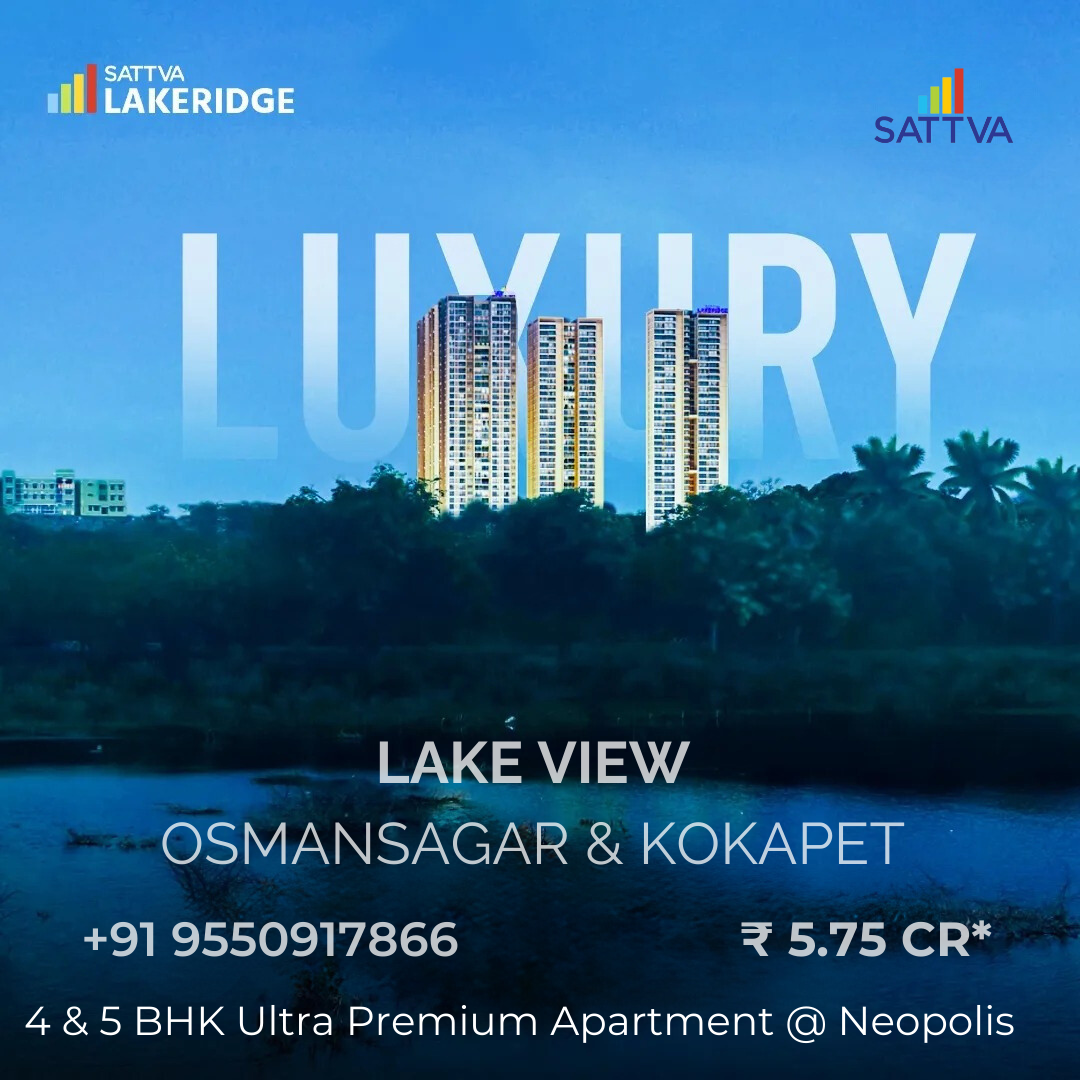 SATTVA
LAKERIDGE
SATTVA
LUXURY
LAKE VIEW
OSMANSAGAR & KOKAPET
+91 9550917866
₹ 5.75 CR*
4 & 5 BHK Ultra Premium Apartment @ Neopolis